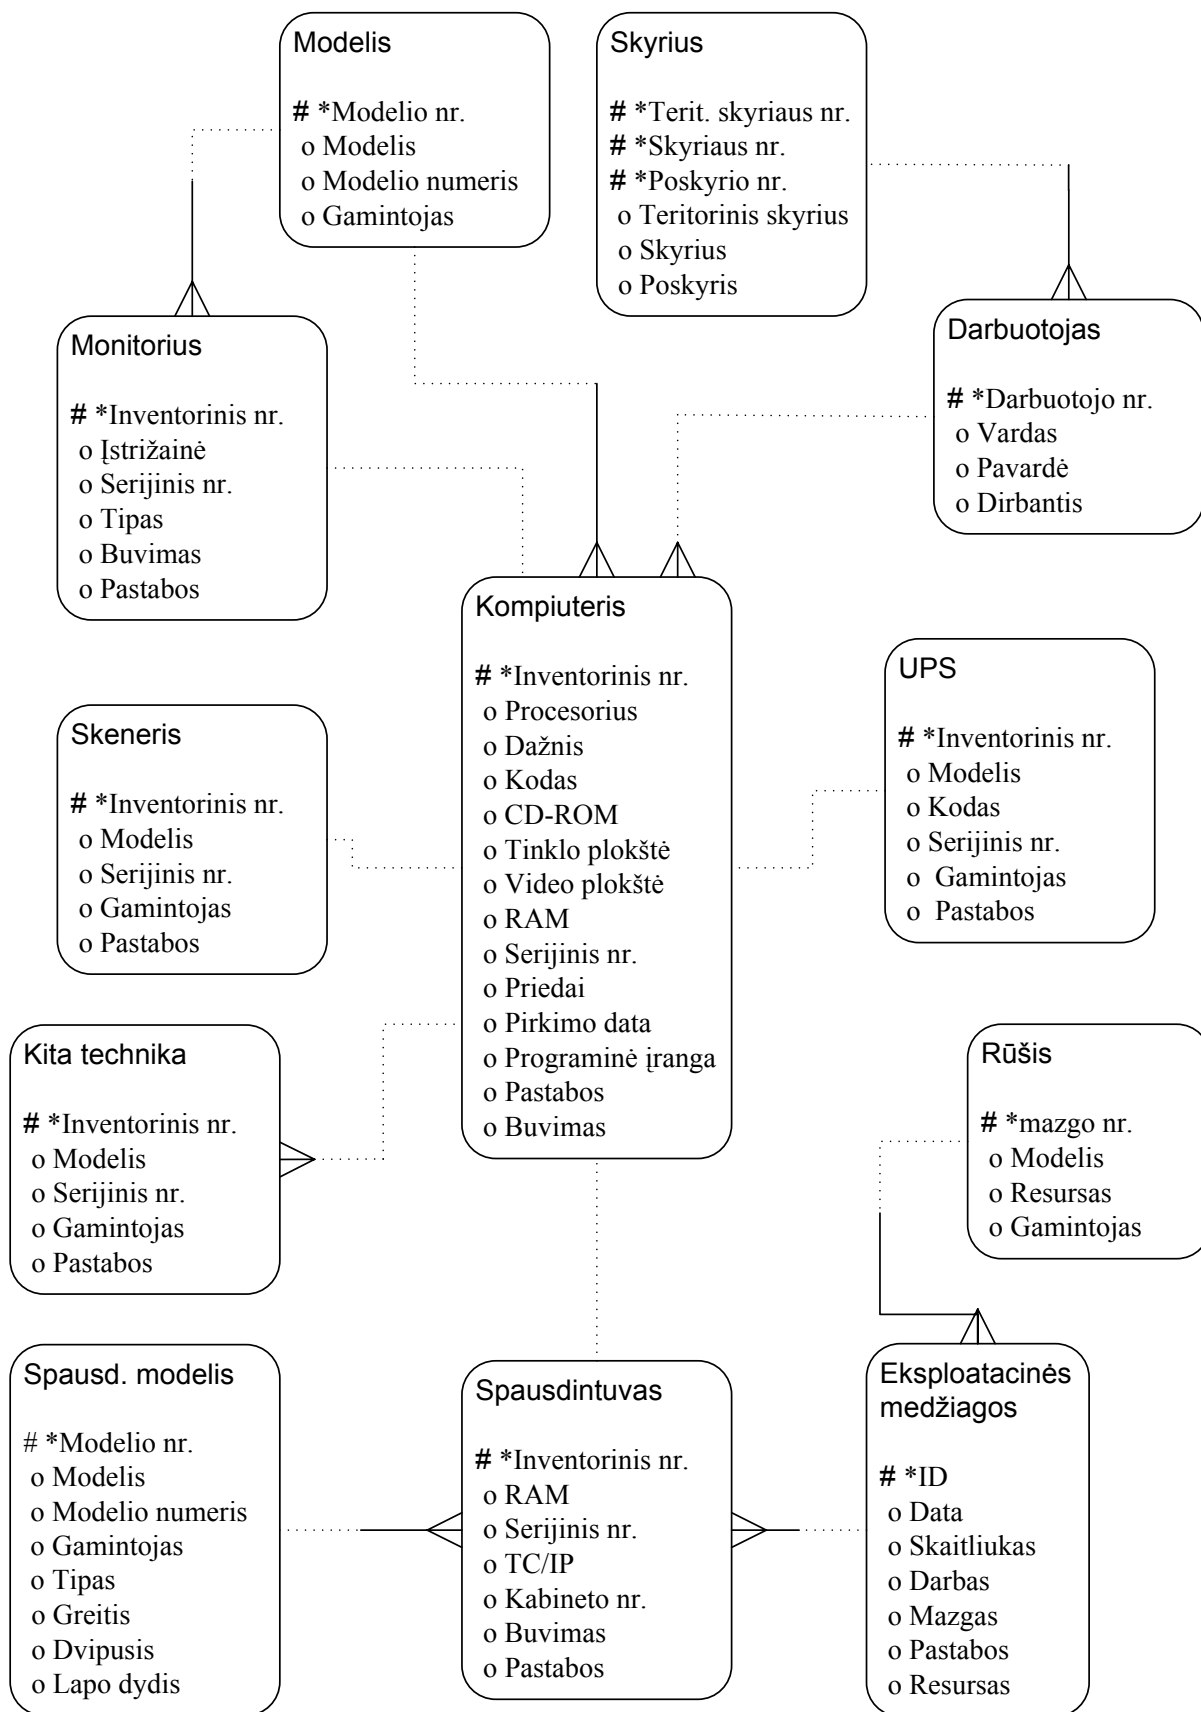 Modelis
# *Modelio nr.
o Modelis
o Modelio numeris
o Gamintojas
Skyrius
# *Terit. skyriaus nr.
# *Skyriaus nr.
# *Poskyrio nr.
o Teritorinis skyrius
o Skyrius
o Poskyris
Monitorius
# *Inventorinis nr.
o Įstrižainė
o Serijinis nr.
o Tipas
o Buvimas
o Pastabos
Darbuotojas
# *Darbuotojo nr.
o Vardas
o Pavardė
o Dirbantis
Kompiuteris
# *Inventorinis nr.
o Procesorius
o Dažnis
o Kodas
o CD-ROM
o Tinklo plokštė
o Video plokštė
o RAM
o Serijinis nr.
o Priedai
o Pirkimo data
o Programinė įranga
o Pastabos
o Buvimas
UPS
# *Inventorinis nr.
o Modelis
o Kodas
o Serijinis nr.
o Gamintojas
o Pastabos
Skeneris
# *Inventorinis nr.
o Modelis
o Serijinis nr.
o Gamintojas
o Pastabos
Kita technika
# *Inventorinis nr.
o Modelis
o Serijinis nr.
o Gamintojas
o Pastabos
Rūšis
# *mazgo nr.
o Modelis
o Resursas
o Gamintojas
Spausd. modelis
# *Modelio nr.
o Modelis
o Modelio numeris
o Gamintojas
o Tipas
o Greitis
o Dvipusis
o Lapo dydis
Spausdintuvas
# *Inventorinis nr.
o RAM
o Serijinis nr.
o TC/IP
o Kabineto nr.
o Buvimas
o Pastabos
Eksploatacinės
medžiagos
# *ID
o Data
o Skaitliukas
o Darbas
o Mazgas
o Pastabos
o Resursas